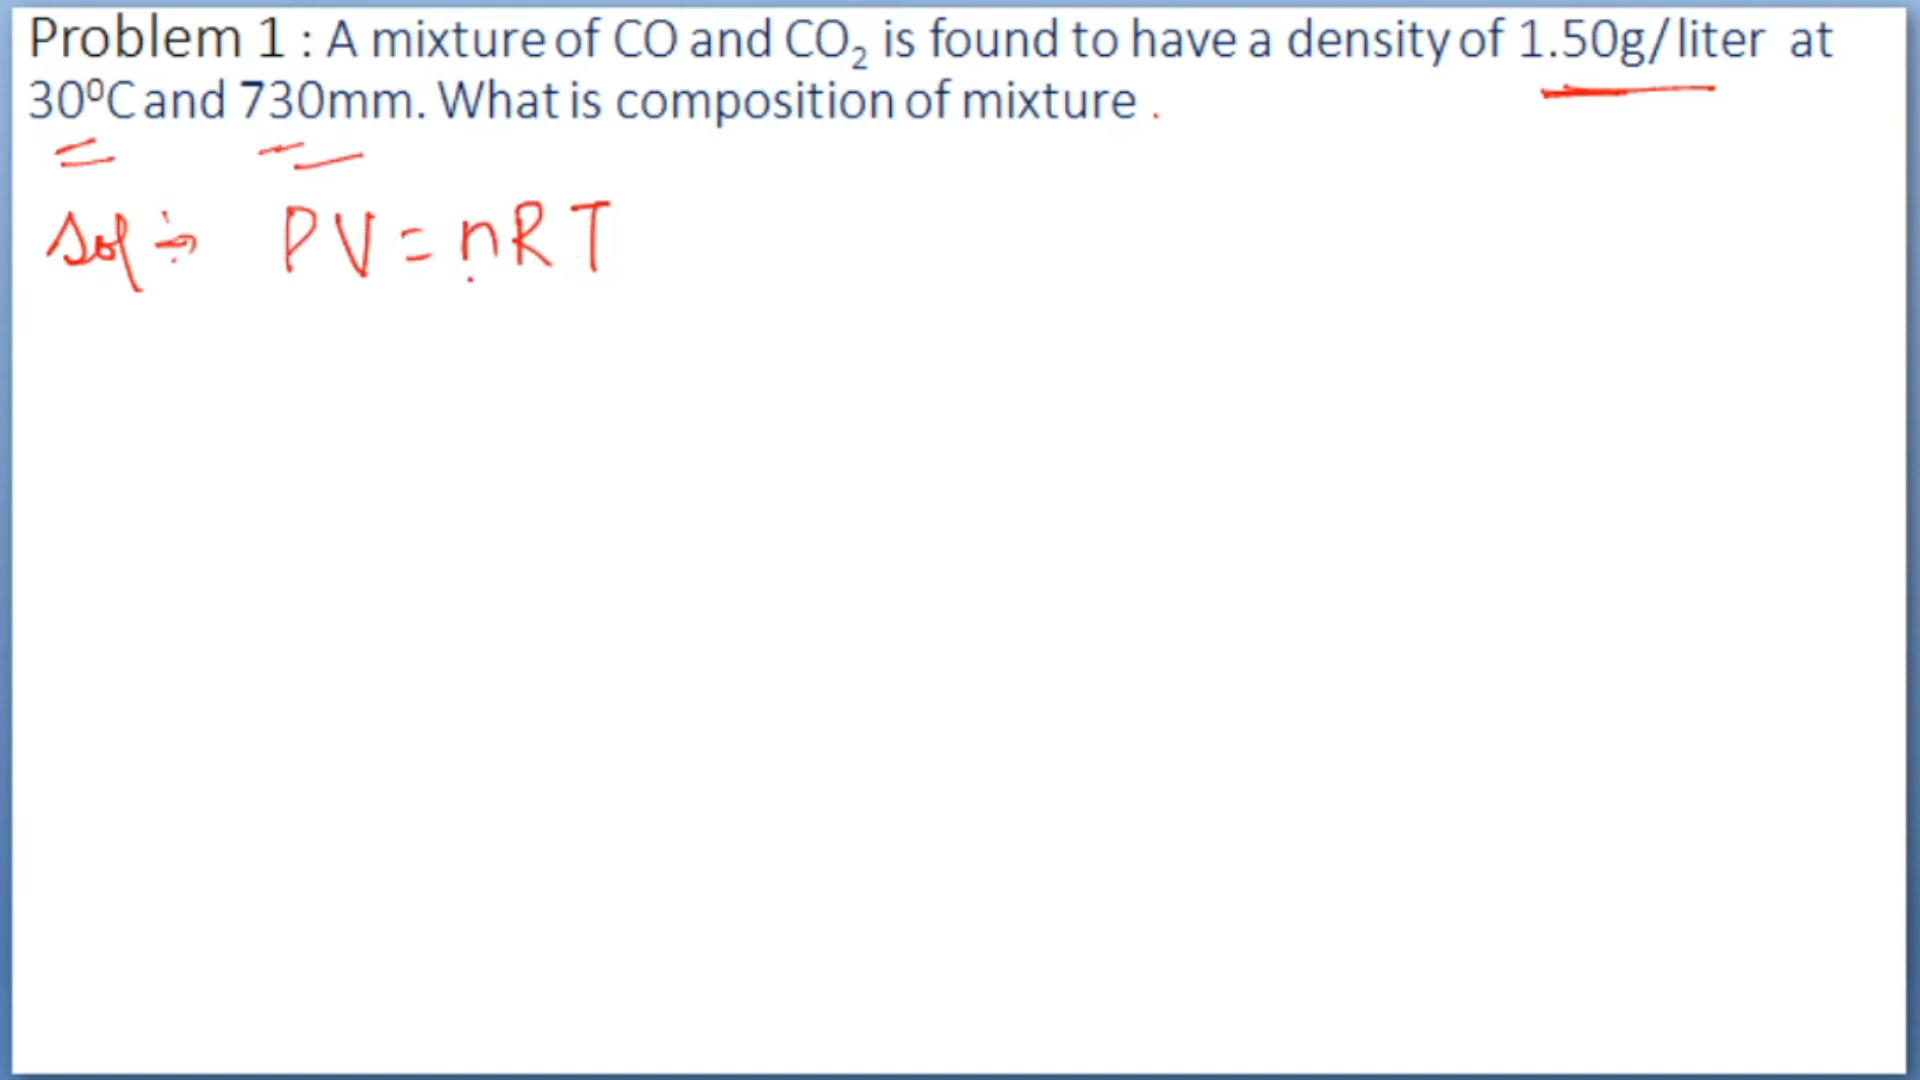 Problem 1 : A mixture of CO and CO₂ is found to have a density of 1.50g/liter at
30⁰C and 730mm. What is composition of mixture .
Sol ÷ PV = nRT